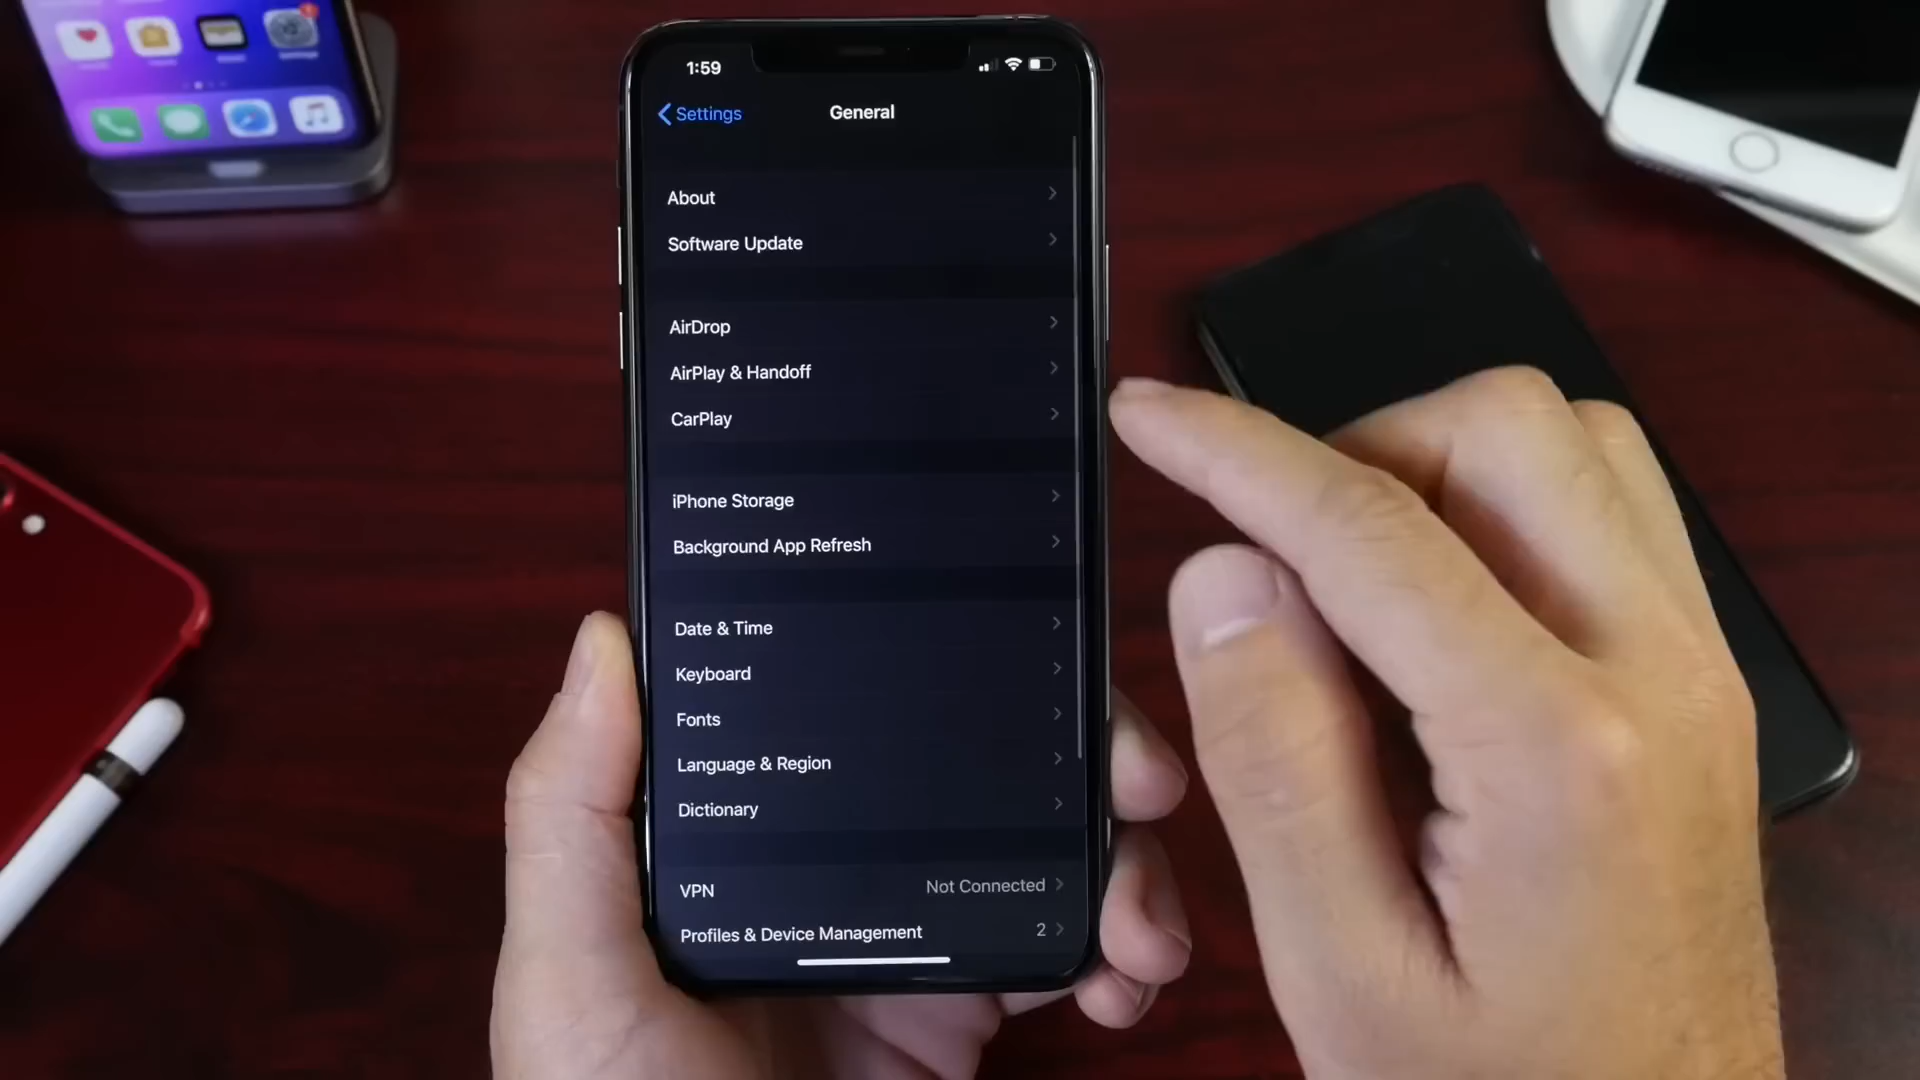 1:59
Settings
General
About
Software Update
AirDrop
AirPlay & Handoff
CarPlay
iPhone Storage
Background App Refresh
Date & Time
Keyboard
Fonts
Language & Region
Dictionary
VPN Not Connected
Profiles & Device Management 2